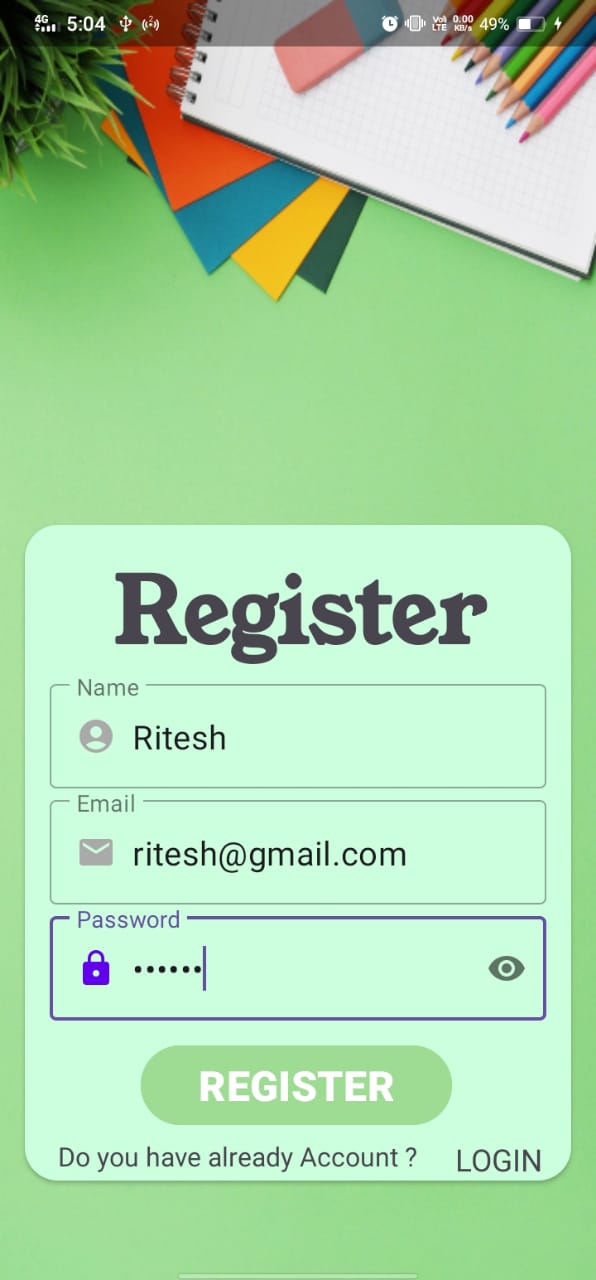 4G 5:04 Vo) LTE 0.00 KB/s 49%
Register
Name
Ritesh
Email
ritesh@gmail.com
Password
••••••
REGISTER
Do you have already Account ? LOGIN